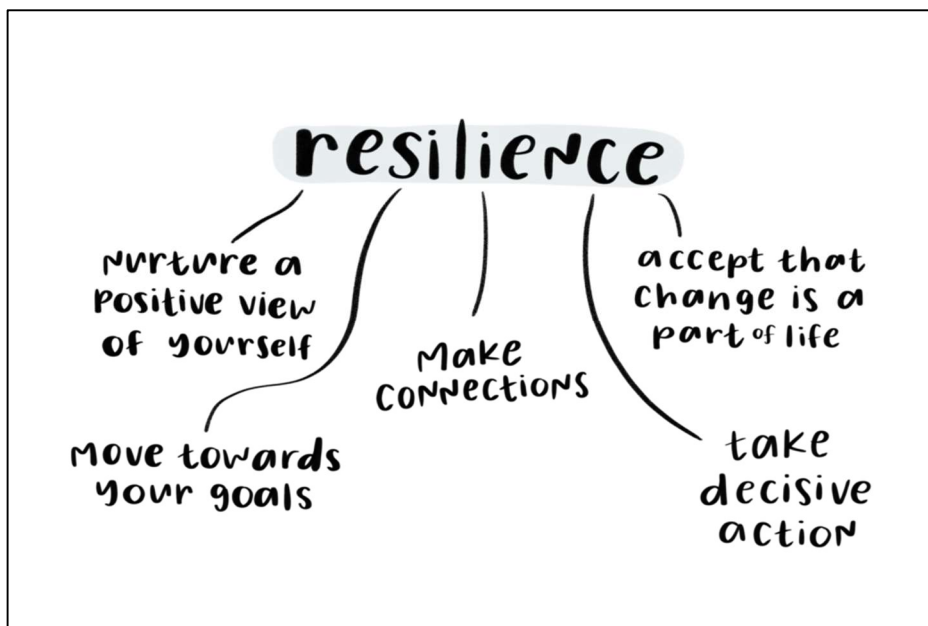 resilience
nurture a
positive view
of yourself
move towards
your goals
make
connections
take
decisive
action
accept that
change is a
part of life